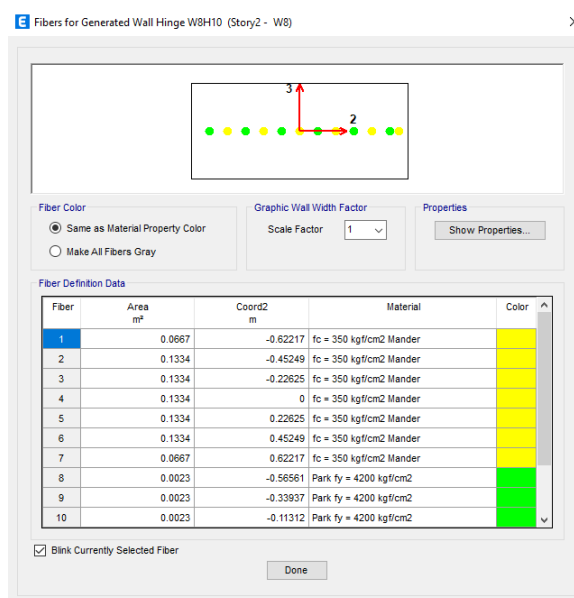 E Fibers for Generated Wall Hinge W8H10 (Story2 - W8)
3
2
Fiber Color Graphic Wall Width Factor Properties
Same as Material Property Color Scale Factor 1 Show Properties...
Make All Fibers Gray
Fiber Definition Data
Fiber Area Coord2 Material Color
m² m
1 0.0667 -0.62217 fc = 350 kgf/cm2 Mander
2 0.1334 -0.45249 fc = 350 kgf/cm2 Mander
3 0.1334 -0.22625 fc = 350 kgf/cm2 Mander
4 0.1334 0 fc = 350 kgf/cm2 Mander
5 0.1334 0.22625 fc = 350 kgf/cm2 Mander
6 0.1334 0.45249 fc = 350 kgf/cm2 Mander
7 0.0667 0.62217 fc = 350 kgf/cm2 Mander
8 0.0023 -0.56561 Park fy = 4200 kgf/cm2
9 0.0023 -0.33937 Park fy = 4200 kgf/cm2
10 0.0023 -0.11312 Park fy = 4200 kgf/cm2
Blink Currently Selected Fiber
Done